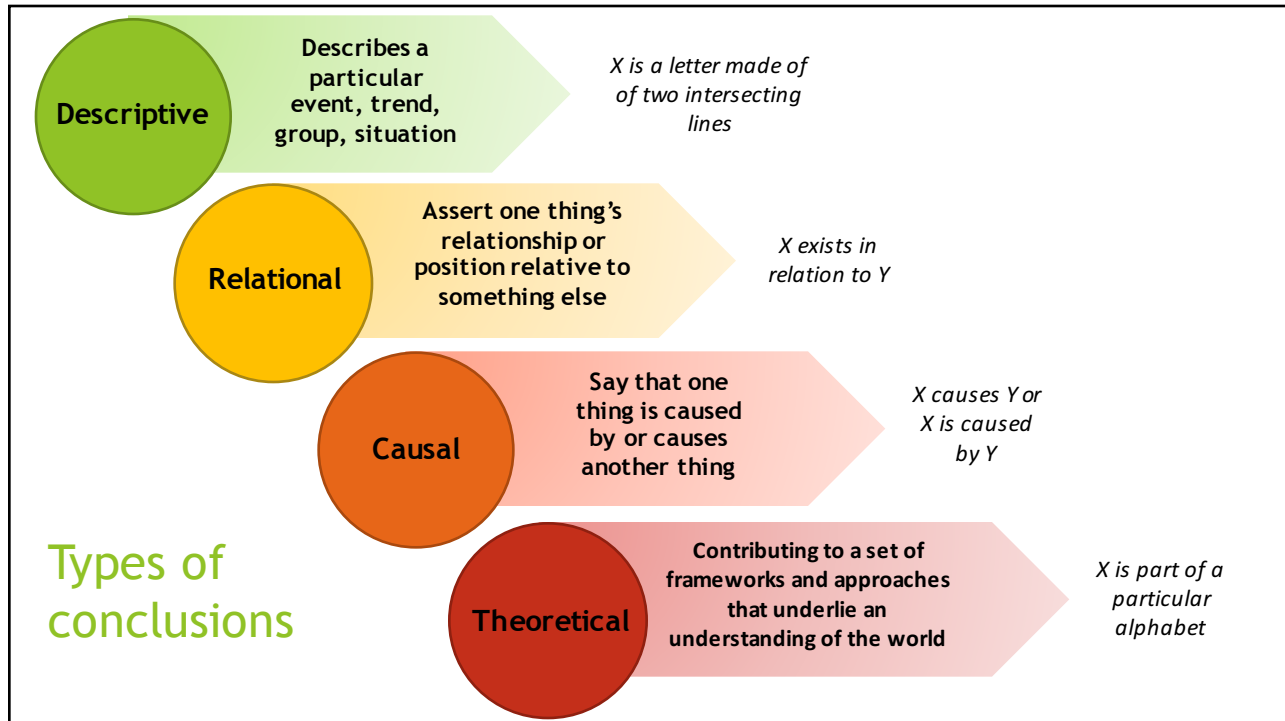 Descriptive
Describes a
particular
event, trend,
group, situation
X is a letter made of
of two intersecting
lines
Relational
Assert one thing’s
relationship or
position relative to
something else
X exists in
relation to Y
Causal
Say that one
thing is caused
by or causes
another thing
X causes Y or
X is caused
by Y
Theoretical
Contributing to a set of
frameworks and approaches
that underlie an
understanding of the world
X is part of a
particular
alphabet
Types of
conclusions